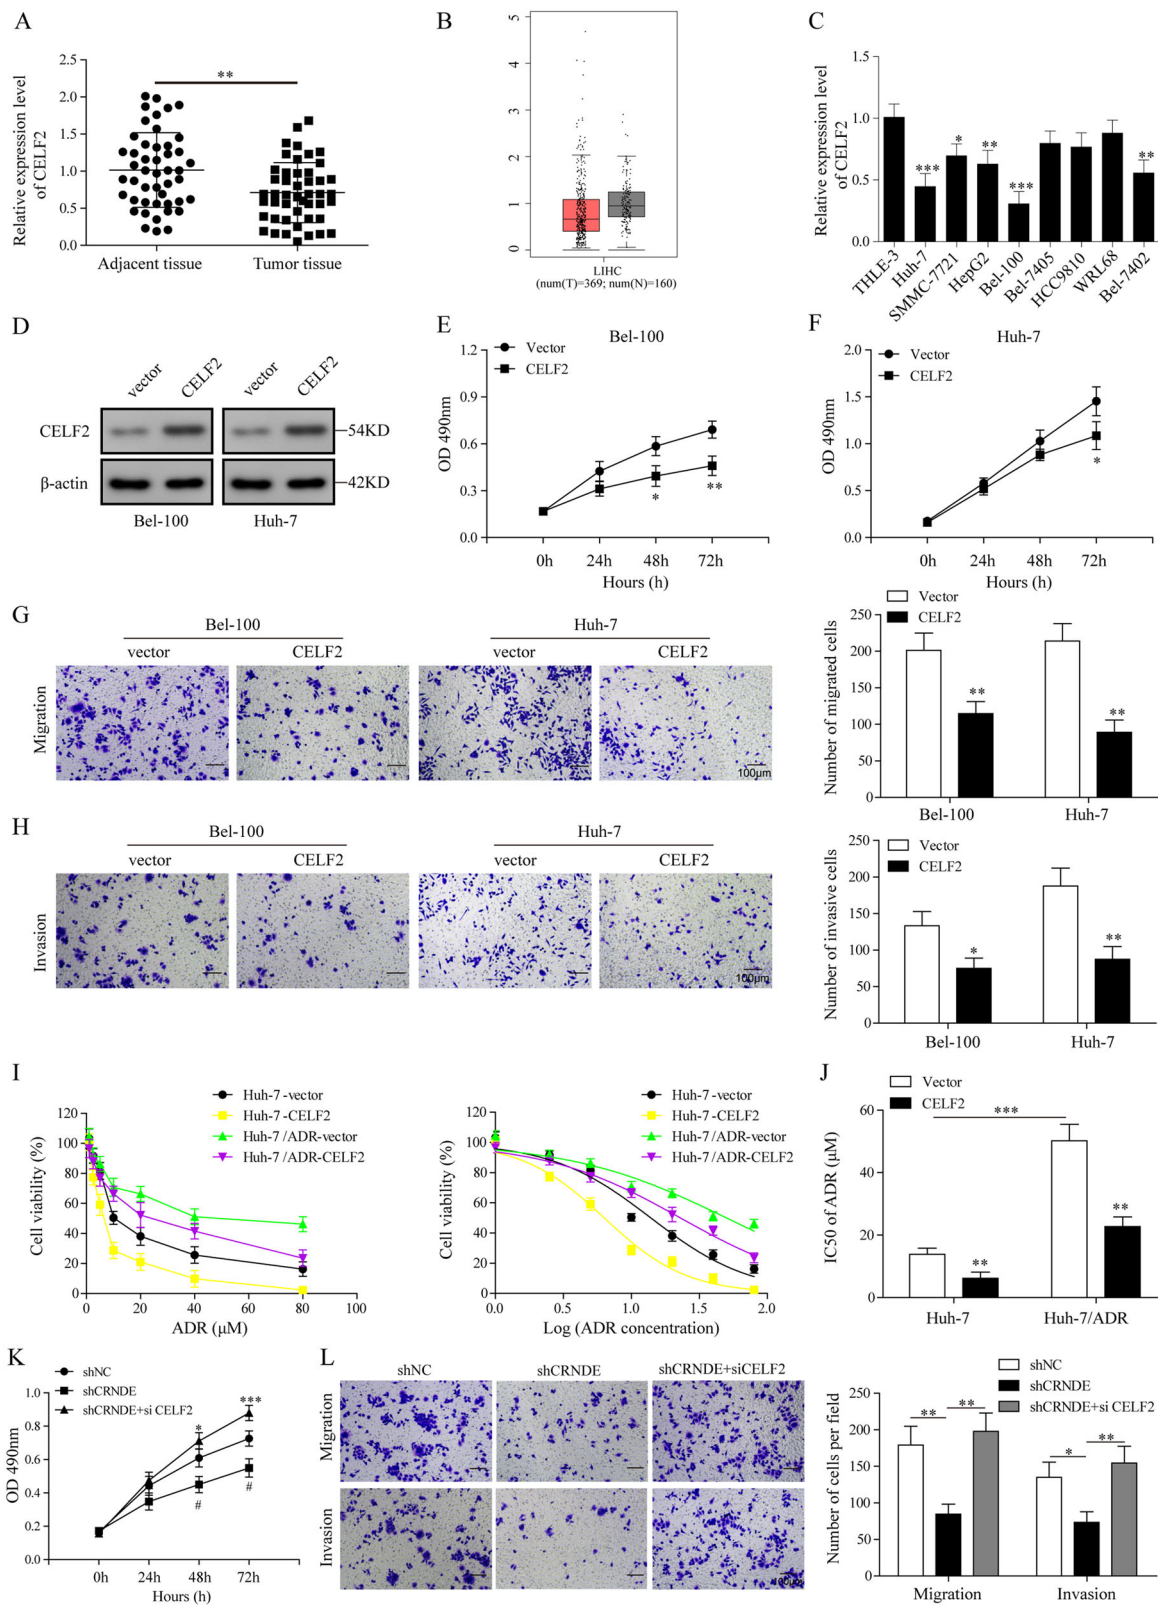 A
Relative expression level
of CELF2
2.5
2.0
1.5
1.0
0.5
0.0
**
Adjacent tissue
Tumor tissue
B
5
4
3
2
1
0
LIHC
(num(T)=369; num(N)=160)
C
Relative expression level
of CELF2
1.5
1.0
0.5
0.0
***
*
**
***
**
THLE-3
Huh-7
SMMC-7721
HepG2
Bel-100
Bel-7405
HCC9810
WRL68
Bel-7402
D
vector
CELF2
vector
CELF2
CELF2
54KD
β-actin
42KD
Bel-100
Huh-7
E
Bel-100
Vector
CELF2
OD 490nm
1.2
0.9
0.6
0.3
0.0
*
**
0h
24h
48h
72h
Hours (h)
F
Huh-7
Vector
CELF2
OD 490nm
2.0
1.5
1.0
0.5
0.0
*
0h
24h
48h
72h
Hours (h)
G
Bel-100
Huh-7
vector
CELF2
vector
CELF2
Migration
100μm
Vector
CELF2
Number of migrated cells
250
200
150
100
50
0
**
**
Bel-100
Huh-7
H
Bel-100
Huh-7
vector
CELF2
vector
CELF2
Invasion
100μm
Vector
CELF2
Number of invasive cells
250
200
150
100
50
0
*
**
Bel-100
Huh-7
I
Huh-7-vector
Huh-7-CELF2
Huh-7/ADR-vector
Huh-7/ADR-CELF2
Cell viability (%)
120
100
80
60
40
20
0
0
20
40
60
80
100
ADR (μM)
Huh-7-vector
Huh-7-CELF2
Huh-7/ADR-vector
Huh-7/ADR-CELF2
Cell viability (%)
120
100
80
60
40
20
0
0.0
0.5
1.0
1.5
2.0
Log (ADR concentration)
J
Vector
CELF2
IC50 of ADR (μM)
60
40
20
0
***
**
**
Huh-7
Huh-7/ADR
K
shNC
shCRNDE
shCRNDE+si CELF2
OD 490nm
1.0
0.8
0.6
0.4
0.2
0.0
*
***
#
#
0h
24h
48h
72h
Hours (h)
L
shNC
shCRNDE
shCRNDE+siCELF2
Migration
Invasion
100μm
shNC
shCRNDE
shCRNDE+si CELF2
Number of cells per field
250
200
150
100
50
0
**
**
*
**
Migration
Invasion